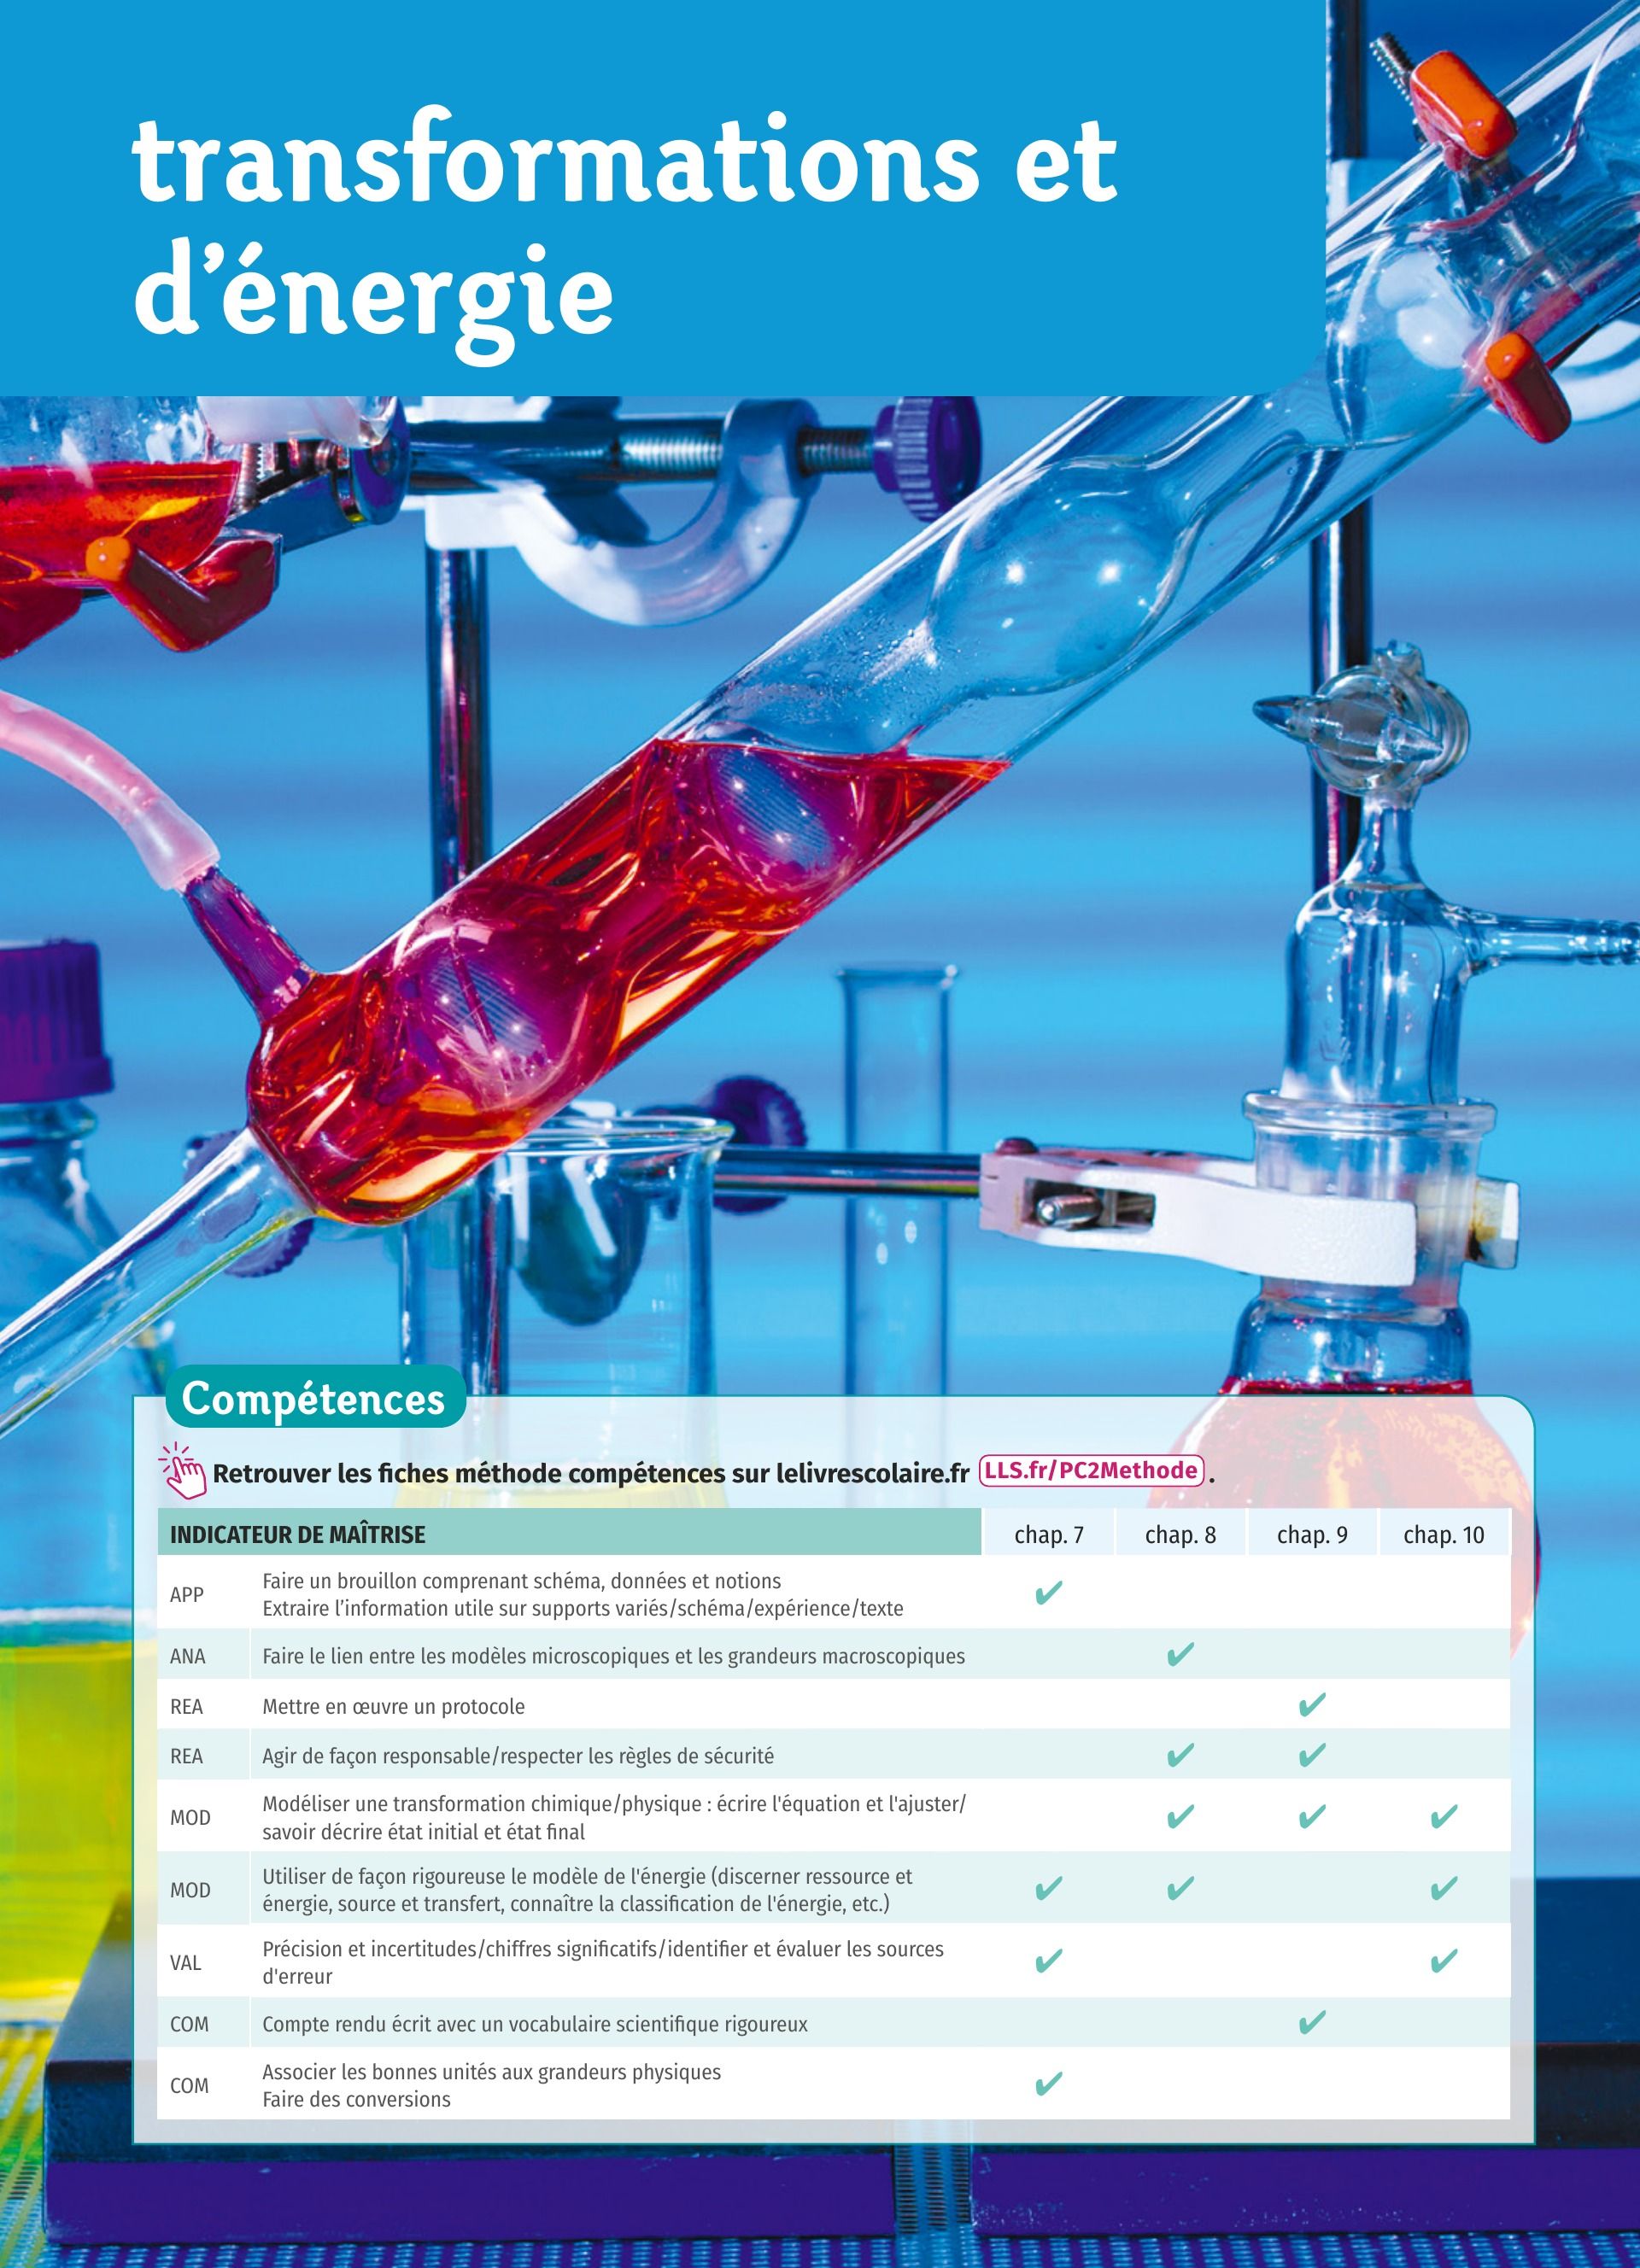 transformations et
d'énergie
Compétences
Retrouver les fiches méthode compétences sur lelivrescolaire.fr LLS.fr/PC2Methode .
INDICATEUR DE MAÎTRISE chap. 7 chap. 8 chap. 9 chap. 10
APP Faire un brouillon comprenant schéma, données et notions ✔
Extraire l'information utile sur supports variés/schéma/expérience/texte
ANA Faire le lien entre les modèles microscopiques et les grandeurs macroscopiques ✔
REA Mettre en œuvre un protocole ✔
REA Agir de façon responsable/respecter les règles de sécurité ✔ ✔
MOD Modéliser une transformation chimique/physique : écrire l'équation et l'ajuster/ ✔ ✔ ✔
savoir décrire état initial et état final
MOD Utiliser de façon rigoureuse le modèle de l'énergie (discerner ressource et ✔ ✔ ✔
énergie, source et transfert, connaître la classification de l'énergie, etc.)
VAL Précision et incertitudes/chiffres significatifs/identifier et évaluer les sources ✔ ✔
d'erreur
COM Compte rendu écrit avec un vocabulaire scientifique rigoureux ✔
COM Associer les bonnes unités aux grandeurs physiques ✔
Faire des conversions